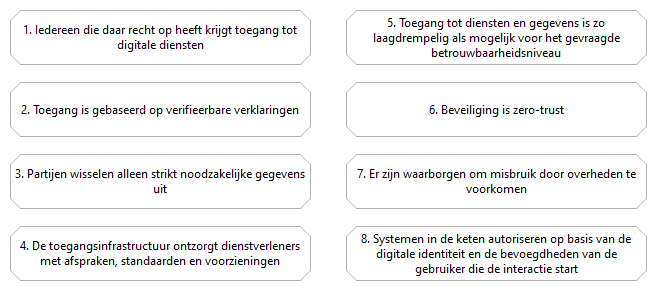 1. Iedereen die daar recht op heeft krijgt toegang tot
digitale diensten
2. Toegang is gebaseerd op verifieerbare verklaringen
3. Partijen wisselen alleen strikt noodzakelijke gegevens
uit
4. De toegangsinfrastructuur ontzorgt dienstverleners
met afspraken, standaarden en voorzieningen
5. Toegang tot diensten en gegevens is zo
laagdrempelig als mogelijk voor het gevraagde
betrouwbaarheidsniveau
6. Beveiliging is zero-trust
7. Er zijn waarborgen om misbruik door overheden te
voorkomen
8. Systemen in de keten autoriseren op basis van de
digitale identiteit en de bevoegdheden van de
gebruiker die de interactie start